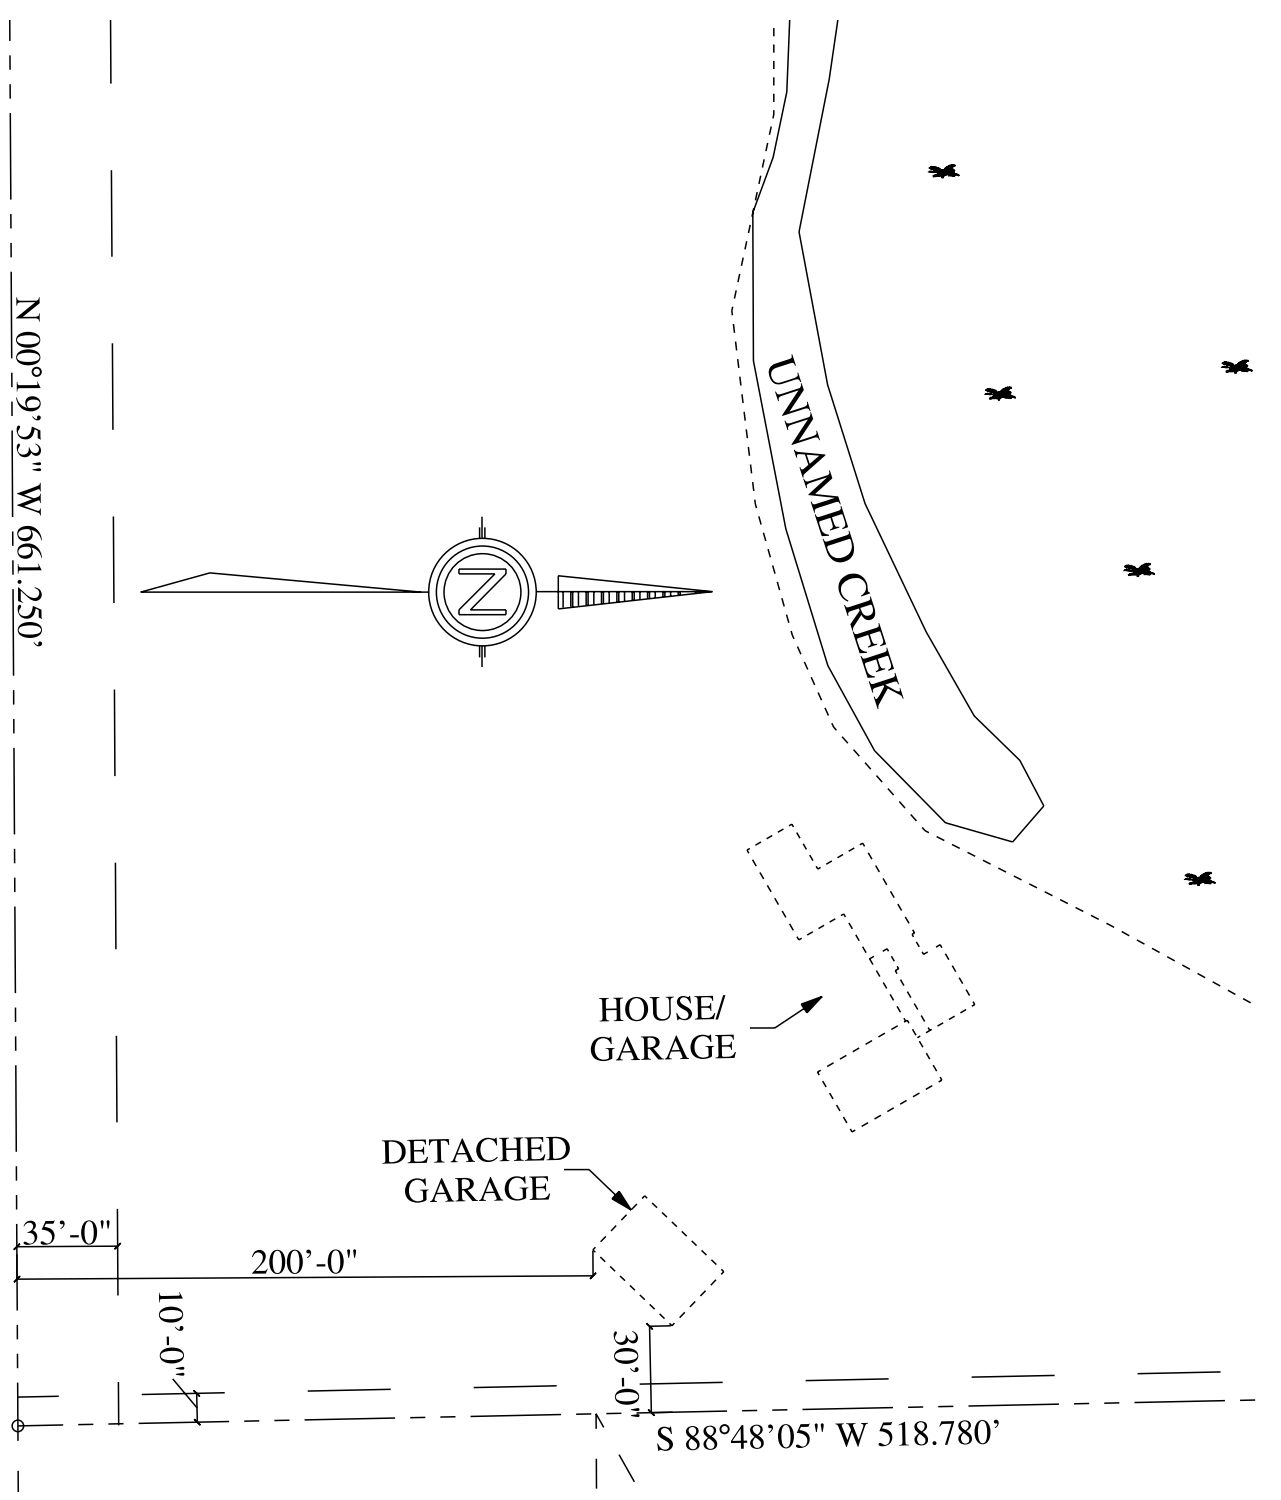 N 00°19'53" W 661.250'
UNNAMED CREEK
N
HOUSE/
GARAGE
DETACHED
GARAGE
35'-0"
200'-0"
10'-0"
30'-0"
S 88°48'05" W 518.780'